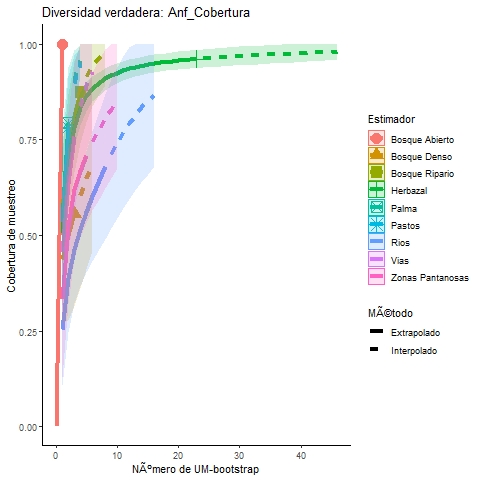 Diversidad verdadera: Anf_Cobertura
1.00
0.75
0.50
0.25
0.00
Cobertura de muestreo
0
10
20
30
40
NÃºmero de UM-bootstrap
Estimador
Bosque Abierto
Bosque Denso
Bosque Ripario
Herbazal
Palma
Pastos
Rios
Vias
Zonas Pantanosas
MÃ©todo
Extrapolado
Interpolado